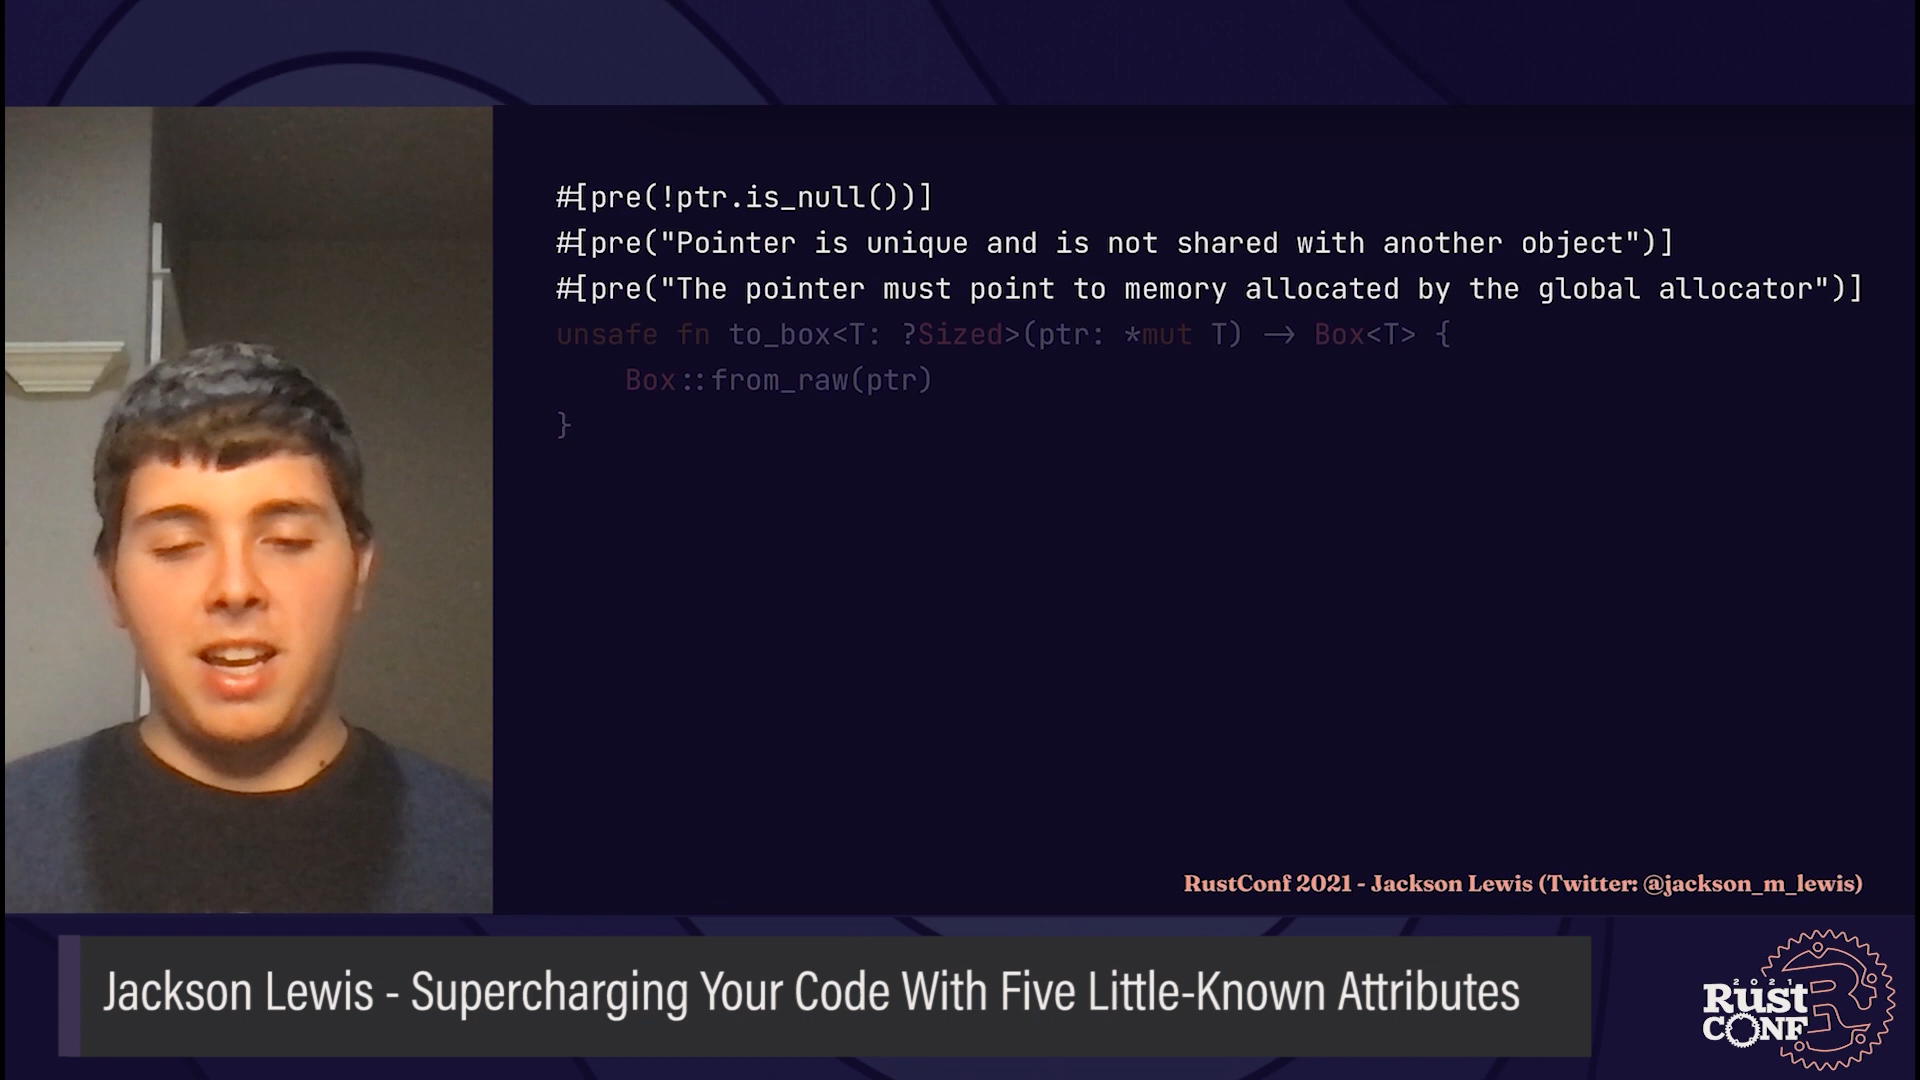 #[pre(!ptr.is_null())]
#[pre("Pointer is unique and is not shared with another object")]
#[pre("The pointer must point to memory allocated by the global allocator")]
unsafe fn to_box<T: ?Sized>(ptr: *mut T) -> Box<T> {
    Box::from_raw(ptr)
}
RustConf 2021 - Jackson Lewis (Twitter: @jackson_m_lewis)
Jackson Lewis - Supercharging Your Code With Five Little-Known Attributes
2021
Rust
CONF
R